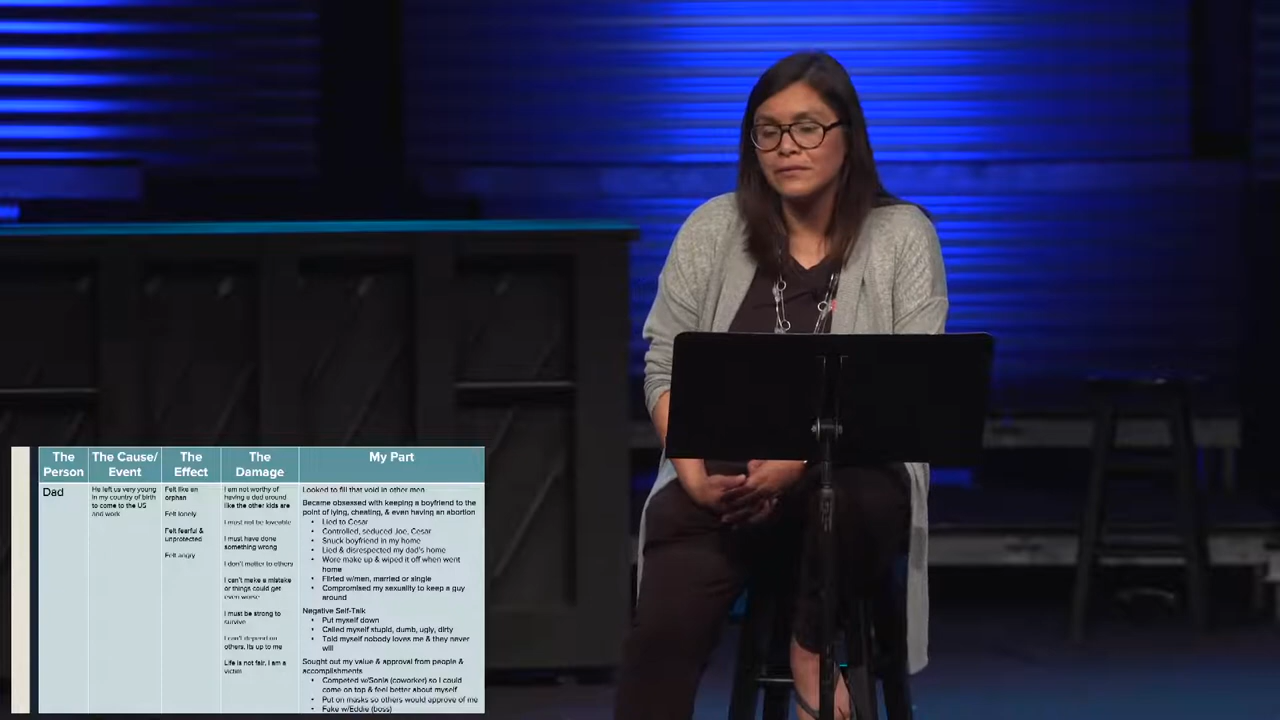 The Person
The Cause/ Event
The Effect
The Damage
My Part
Dad
He left us very young
in my country of birth
to come to the US
and work
Felt like an
orphan
Felt lonely
Felt fearful &
unprotected
Felt angry
I am not worthy of
having a dad around
like the other kids are
I must not be loveable
I must have done
something wrong
I don't matter to others
I can't make a mistake
or things could get
even worse
I must be strong to
survive
I can't depend on
others. Its up to me
Life is not fair. I am a
victim
Looked to fill that void in other men
Became obsessed with keeping a boyfriend to the
point of lying, cheating, & even having an abortion
• Lied to Cesar
• Controlled, seduced Joe, Cesar
• Snuck boyfriend in my home
• Lied & disrespected my dad's home
• Wore make up & wiped it off when went
home
• Flirted w/men, married or single
• Compromised my sexuality to keep a guy
around
Negative Self-Talk
• Put myself down
• Called myself stupid, dumb, ugly, dirty
• Told myself nobody loves me & they never
will
Sought out my value & approval from people &
accomplishments
• Competed w/Sonia (coworker) so I could
come on top & feel better about myself
• Put on masks so others would approve of me
• Fake w/Eddie (boss)